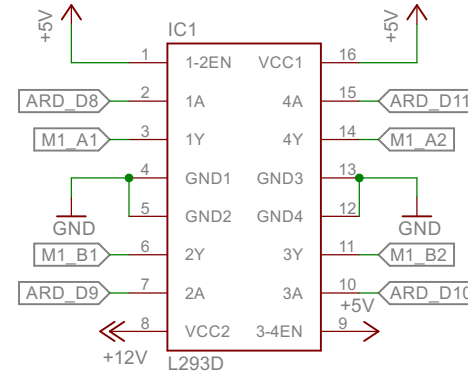 +5V
IC1
+5V
1
1-2EN
VCC1
16
ARD_D8
2
1A
4A
15
ARD_D11
M1_A1
3
1Y
4Y
14
M1_A2
4
GND1
GND3
13
5
GND2
GND4
12
GND
GND
M1_B1
6
2Y
3Y
11
M1_B2
ARD_D9
7
2A
3A
10
ARD_D10
+5V
8
VCC2
3-4EN
9
+12V
L293D